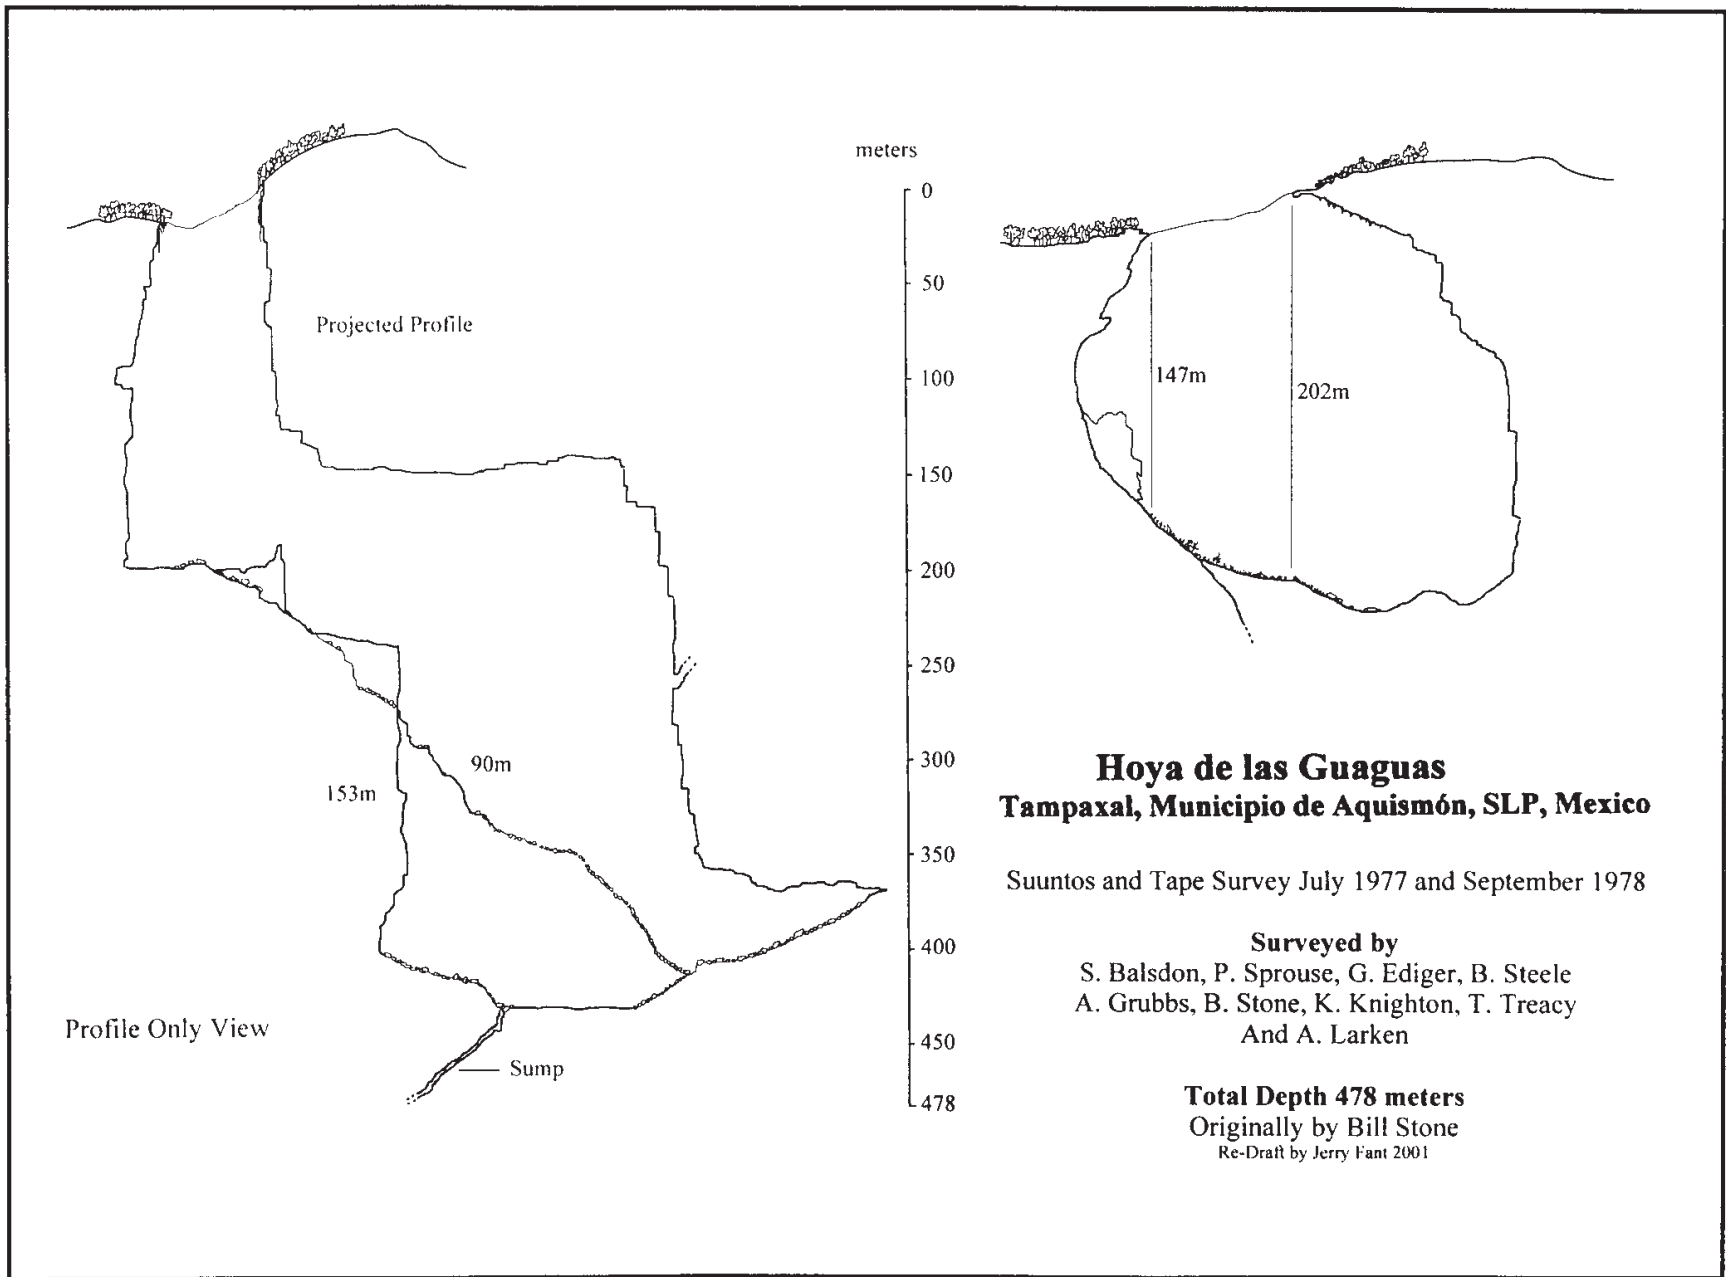 Projected Profile
90m
153m
Profile Only View
Sump
meters
0
50
100
150
200
250
300
350
400
450
478
147m
202m
Hoya de las Guaguas
Tampaxal, Municipio de Aquismón, SLP, Mexico
Suuntos and Tape Survey July 1977 and September 1978
Surveyed by
S. Balsdon, P. Sprouse, G. Ediger, B. Steele
A. Grubbs, B. Stone, K. Knighton, T. Treacy
And A. Larken
Total Depth 478 meters
Originally by Bill Stone
Re-Draft by Jerry Fant 2001